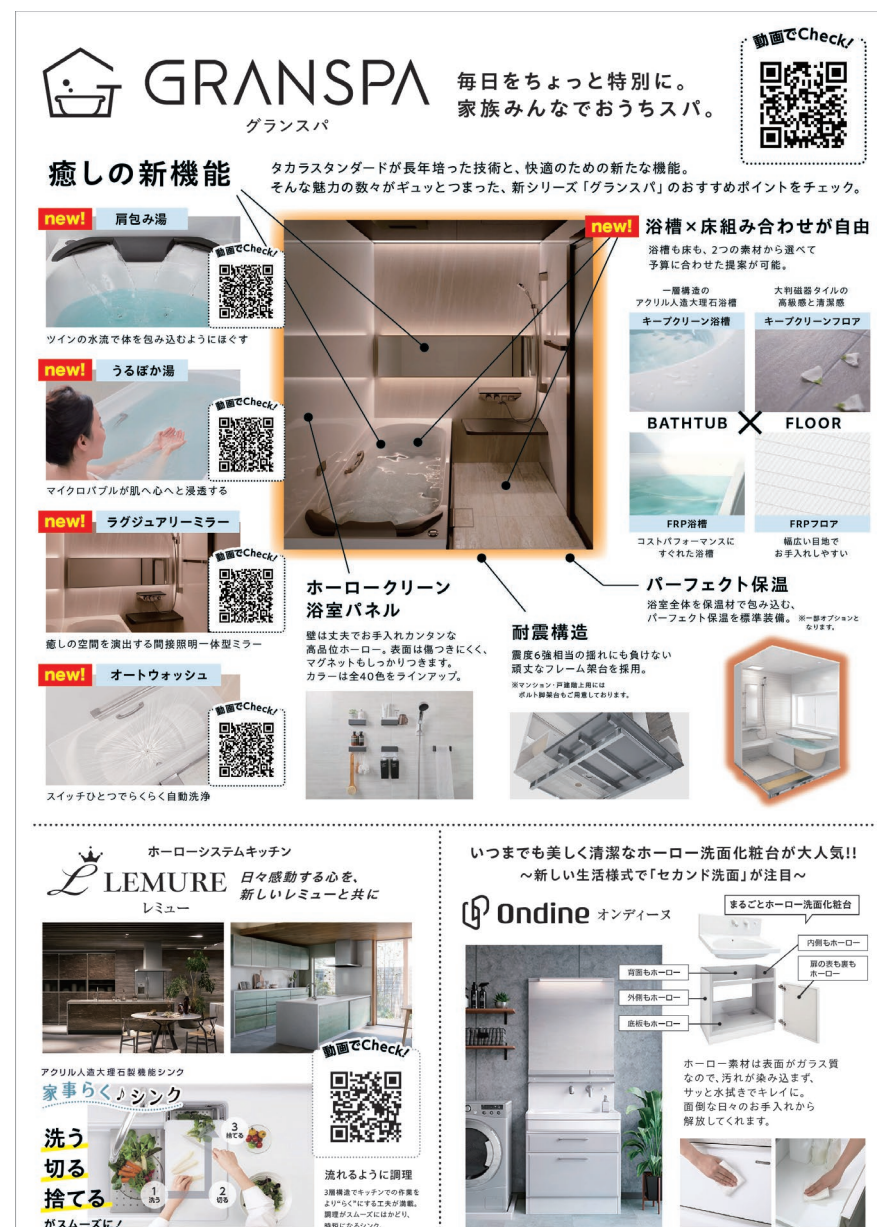 GRANSPA
グランスパ
毎日をちょっと特別に。
家族みんなでおうちスパ。
動画でCheck!
癒しの新機能
タカラスタンダードが長年培った技術と、快適のための新たな機能。
そんな魅力の数々がギュッとつまった、新シリーズ「グランスパ」のおすすめポイントをチェック。
new! 肩包み湯
動画でCheck!
ツインの水流で体を包み込むようにほぐす
new! うるぽか湯
動画でCheck!
マイクロバブルが肌へ心へと浸透する
new! ラグジュアリーミラー
動画でCheck!
癒しの空間を演出する間接照明一体型ミラー
new! オートウォッシュ
動画でCheck!
スイッチひとつでらくらく自動洗浄
new! 浴槽×床組み合わせが自由
浴槽も床も、2つの素材から選べて
予算に合わせた提案が可能。
一層構造の
アクリル人造大理石浴槽
キープクリーン浴槽
大判磁器タイルの
高級感と清潔感
キープクリーンフロア
BATHTUB × FLOOR
FRP浴槽
コストパフォーマンスに
すぐれた浴槽
FRPフロア
幅広い目地で
お手入れしやすい
ホーロークリーン
浴室パネル
壁は丈夫でお手入れカンタンな
高品位ホーロー。表面は傷つきにくく、
マグネットもしっかりつきます。
カラーは全40色をラインアップ。
耐震構造
震度6強相当の揺れにも負けない
頑丈なフレーム架台を採用。
※マンション・戸建階上用には
ボルト脚架台もご用意しております。
パーフェクト保温
浴室全体を保温材で包み込む、
パーフェクト保温を標準装備。
※一部オプションと
なります。
ホーローシステムキッチン
L LEMURE
レミュー
日々感動する心を、
新しいレミューと共に
動画でCheck!
アクリル人造大理石製機能シンク
家事らく♪シンク
洗う
切る
捨てる
がスムーズに!
1
洗う
2
切る
3
捨てる
流れるように調理
3層構造でキッチンでの作業を
より“らく”にする工夫が満載。
調理がスムーズにはかどり、
時短になるシンク
いつまでも美しく清潔なホーロー洗面化粧台が大人気!!
～新しい生活様式で「セカンド洗面」が注目～
Ondine オンディーヌ
まるごとホーロー洗面化粧台
内側もホーロー
扉の表も裏も
ホーロー
背面もホーロー
外側もホーロー
底板もホーロー
ホーロー素材は表面がガラス質
なので、汚れが染み込まず、
サッと水拭きでキレイに。
面倒な日々のお手入れから
解放してくれます。